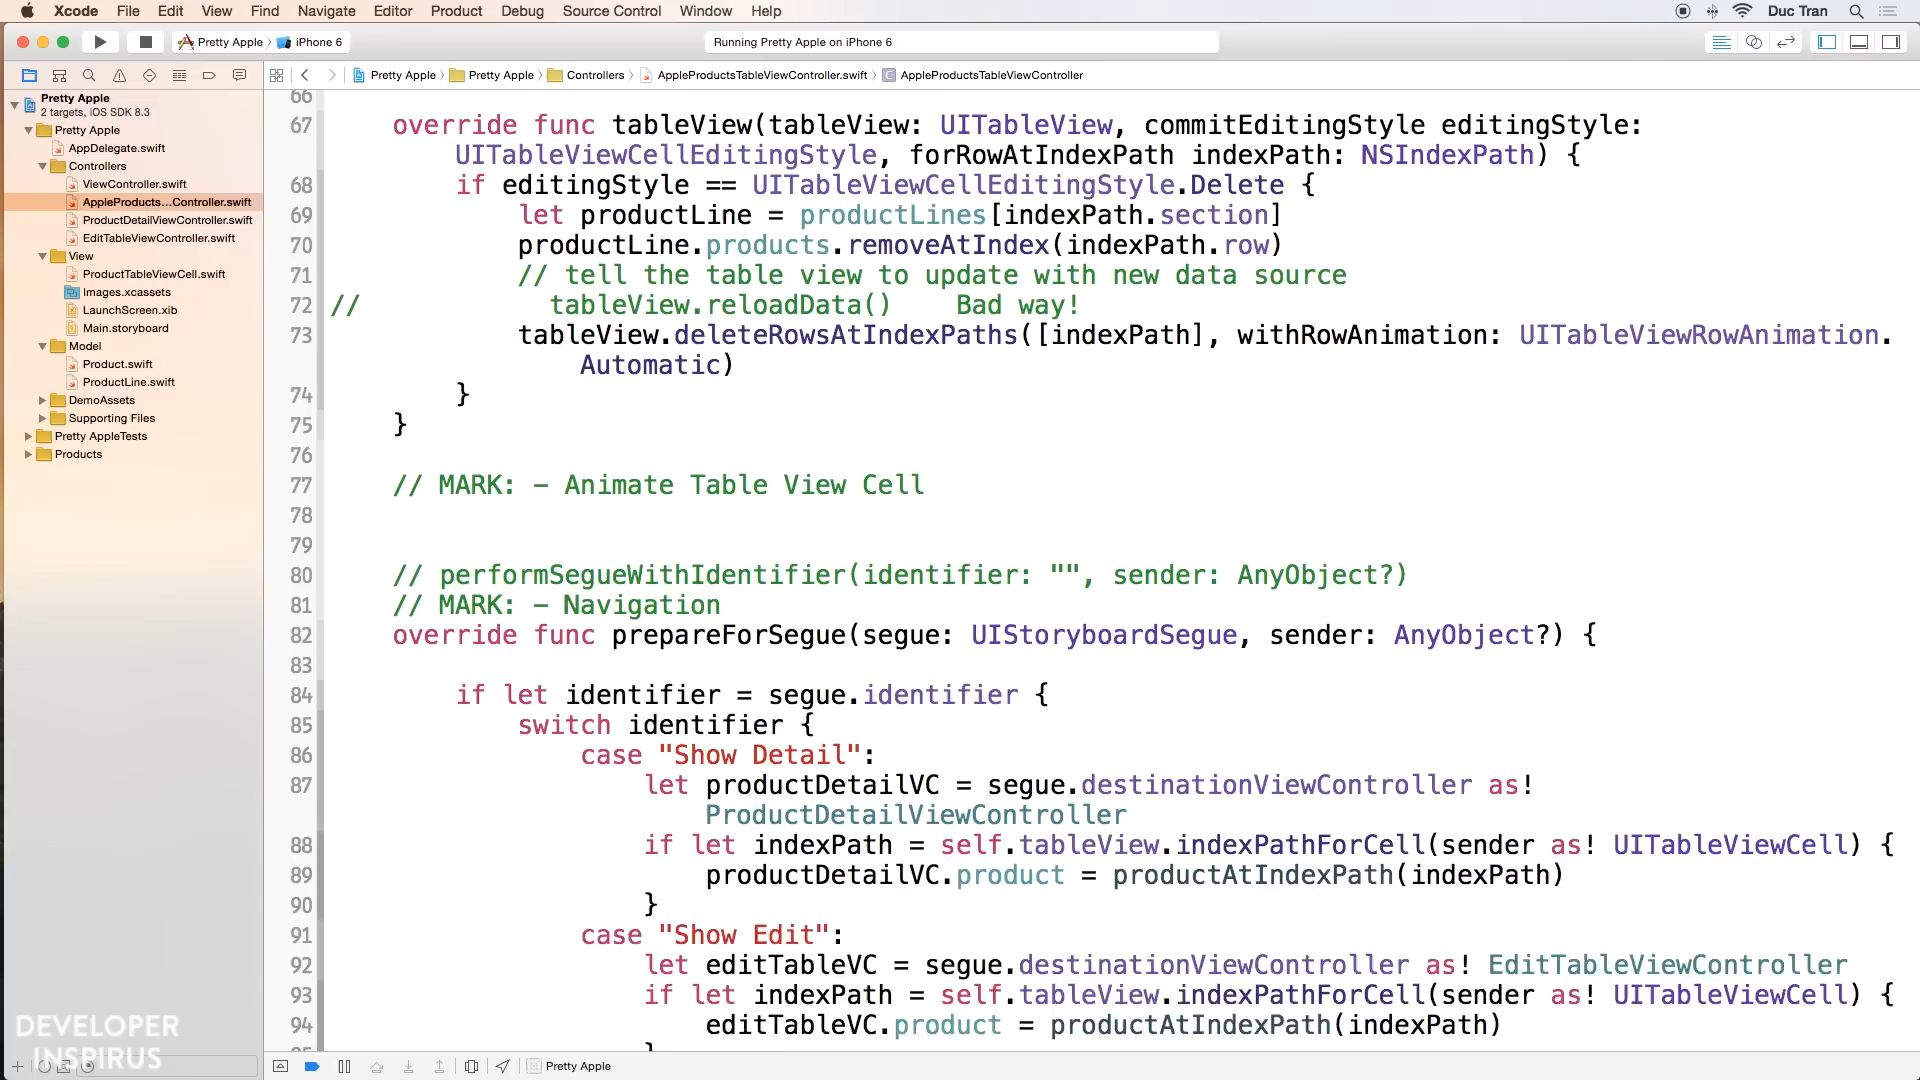 Xcode File Edit View Find Navigate Editor Product Debug Source Control Window Help Duc Tran
Pretty Apple iPhone 6 Running Pretty Apple on iPhone 6
Pretty Apple Pretty Apple Controllers AppleProductsTableViewController.swift C AppleProductsTableViewController
Pretty Apple
2 targets, iOS SDK 8.3
Pretty Apple
AppDelegate.swift
Controllers
ViewController.swift
AppleProducts...Controller.swift
ProductDetailViewController.swift
EditTableViewController.swift
View
ProductTableViewCell.swift
Images.xcassets
LaunchScreen.xib
Main.storyboard
Model
Product.swift
ProductLine.swift
DemoAssets
Supporting Files
Pretty AppleTests
Products
DEVELOPER
INSPIRUS
66
67 override func tableView(tableView: UITableView, commitEditingStyle editingStyle:
UITableViewCellEditingStyle, forRowAtIndexPath indexPath: NSIndexPath) {
68 if editingStyle == UITableViewCellEditingStyle.Delete {
69 let productLine = productLines[indexPath.section]
70 productLine.products.removeAtIndex(indexPath.row)
71 // tell the table view to update with new data source
72 // tableView.reloadData() Bad way!
73 tableView.deleteRowsAtIndexPaths([indexPath], withRowAnimation: UITableViewRowAnimation.
Automatic)
74 }
75 }
76
77 // MARK: - Animate Table View Cell
78
79
80 // performSegueWithIdentifier(identifier: "", sender: AnyObject?)
81 // MARK: - Navigation
82 override func prepareForSegue(segue: UIStoryboardSegue, sender: AnyObject?) {
83
84 if let identifier = segue.identifier {
85 switch identifier {
86 case "Show Detail":
87 let productDetailVC = segue.destinationViewController as!
ProductDetailViewController
88 if let indexPath = self.tableView.indexPathForCell(sender as! UITableViewCell) {
89 productDetailVC.product = productAtIndexPath(indexPath)
90 }
91 case "Show Edit":
92 let editTableVC = segue.destinationViewController as! EditTableViewController
93 if let indexPath = self.tableView.indexPathForCell(sender as! UITableViewCell) {
94 editTableVC.product = productAtIndexPath(indexPath)
Pretty Apple